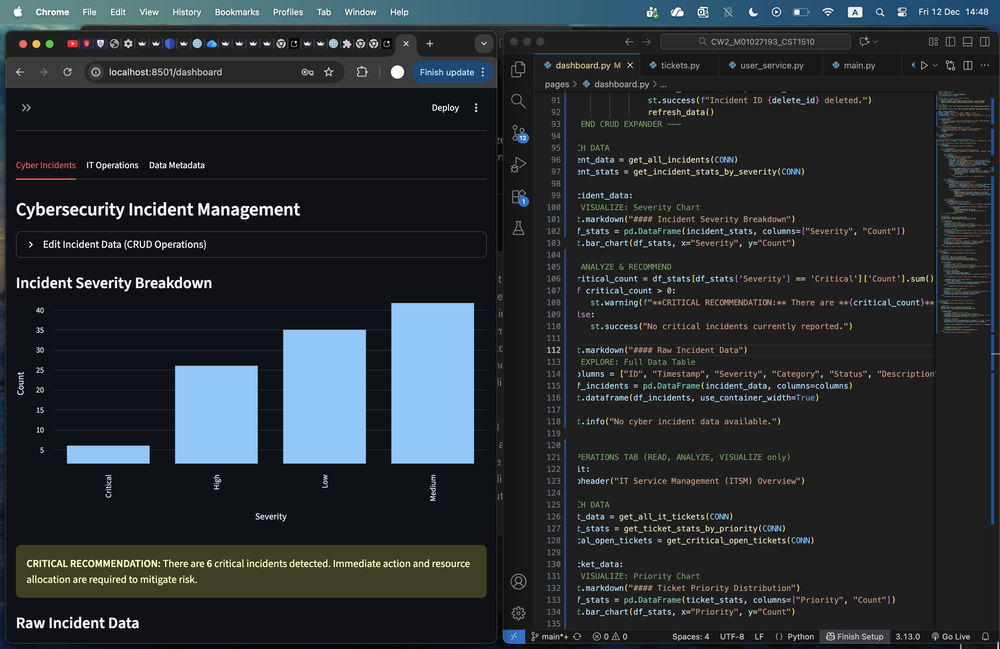 Chrome File Edit View History Bookmarks Profiles Tab Window Help
A Fri 12 Dec 14:48
localhost:8501/dashboard
Finish update
Deploy
Cyber Incidents IT Operations Data Metadata
Cybersecurity Incident Management
Edit Incident Data (CRUD Operations)
Incident Severity Breakdown
40
35
30
25
20
15
10
5
Count
Critical
High
Low
Medium
Severity
CRITICAL RECOMMENDATION: There are 6 critical incidents detected. Immediate action and resource
allocation are required to mitigate risk.
Raw Incident Data
CW2_M01027193_CST1510
dashboard.py M tickets.py user_service.py main.py
pages > dashboard.py > ...
12
1
91 st.success(f"Incident ID {delete_id} deleted.")
92 refresh_data()
93 END CRUD EXPANDER ---
94
95 CH DATA
96 ent_data = get_all_incidents(CONN)
97 ent_stats = get_incident_stats_by_severity(CONN)
98
99 cident_data:
100 VISUALIZE: Severity Chart
101 t.markdown("#### Incident Severity Breakdown")
102 f_stats = pd.DataFrame(incident_stats, columns=["Severity", "Count"])
103 t.bar_chart(df_stats, x="Severity", y="Count")
104
105 ANALYZE & RECOMMEND
106 ritical_count = df_stats[df_stats['Severity'] == 'Critical']['Count'].sum()
107 f critical_count > 0:
108 st.warning(f"**CRITICAL RECOMMENDATION:** There are **{critical_count}**
109 lse:
110 st.success("No critical incidents currently reported.")
111
112 t.markdown("#### Raw Incident Data")
113 EXPLORE: Full Data Table
114 olumns = ["ID", "Timestamp", "Severity", "Category", "Status", "Description"
115 f_incidents = pd.DataFrame(incident_data, columns=columns)
116 t.dataframe(df_incidents, use_container_width=True)
117
118 t.info("No cyber incident data available.")
119
120
121 PERATIONS TAB (READ, ANALYZE, VISUALIZE only)
122 it:
123 bheader("IT Service Management (ITSM) Overview")
124
125 CH DATA
126 t_data = get_all_it_tickets(CONN)
127 t_stats = get_ticket_stats_by_priority(CONN)
128 cal_open_tickets = get_critical_open_tickets(CONN)
129
130 cket_data:
131 VISUALIZE: Priority Chart
132 t.markdown("#### Ticket Priority Distribution")
133 f_stats = pd.DataFrame(ticket_stats, columns=["Priority", "Count"])
134 t.bar_chart(df_stats, x="Priority", y="Count")
135
main*+ 0 0 Spaces: 4 UTF-8 LF {} Python Finish Setup 3.13.0 Go Live